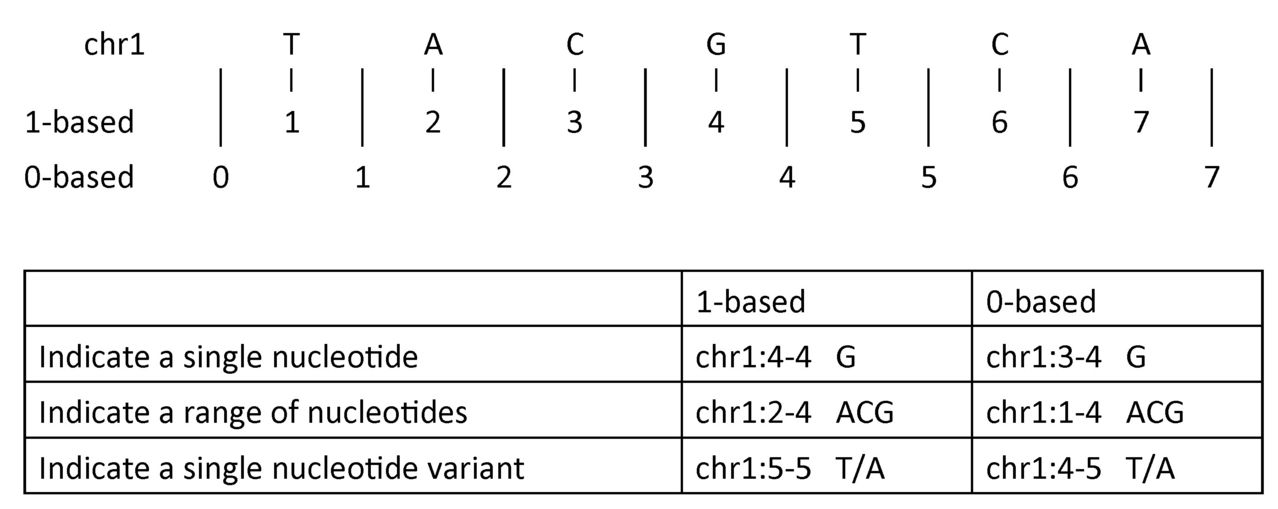 chr1 T A C G T C A
1-based 1 2 3 4 5 6 7
0-based 0 1 2 3 4 5 6 7
1-based 0-based
Indicate a single nucleotide chr1:4-4 G chr1:3-4 G
Indicate a range of nucleotides chr1:2-4 ACG chr1:1-4 ACG
Indicate a single nucleotide variant chr1:5-5 T/A chr1:4-5 T/A